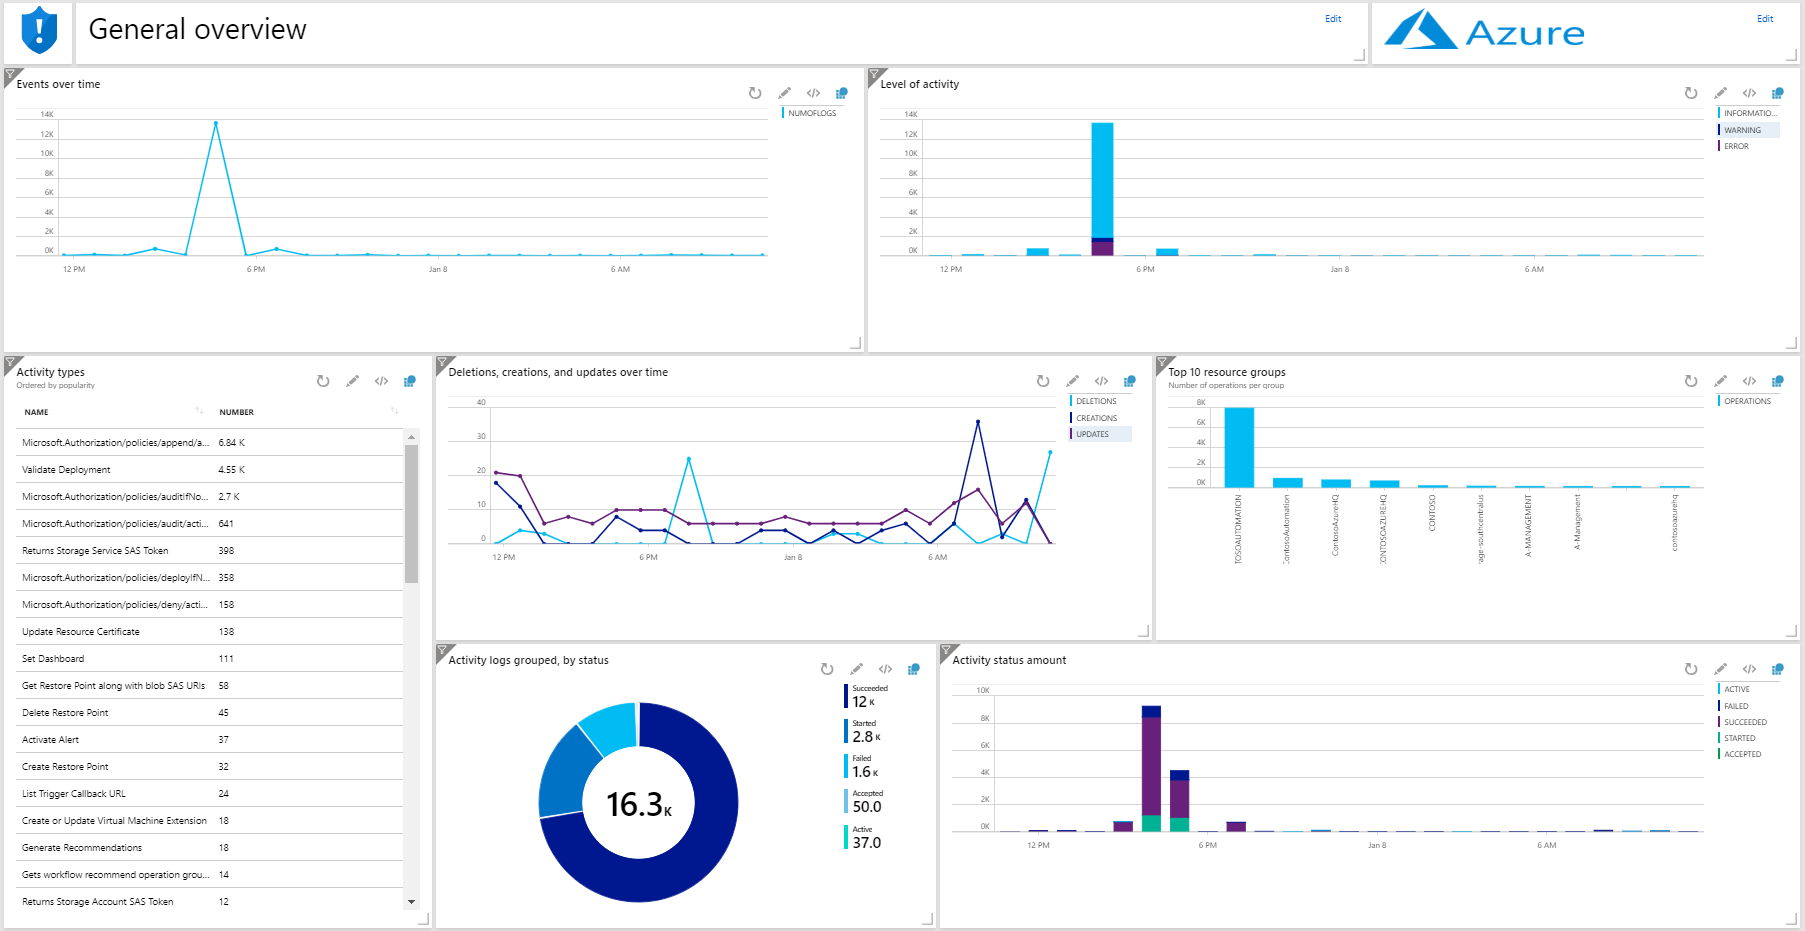 General overview
Edit
Azure
Edit
Events over time
NUMOFLOGS
14K
12K
10K
8K
6K
4K
2K
0K
12 PM
6 PM
Jan 8
6 AM
Level of activity
INFORMATIO...
WARNING
ERROR
14K
12K
10K
8K
6K
4K
2K
0K
12 PM
6 PM
Jan 8
6 AM
Activity types
Ordered by popularity
NAME NUMBER
Microsoft.Authorization/policies/append/a... 6.84 K
Validate Deployment 4.55 K
Microsoft.Authorization/policies/auditIfNo... 2.7 K
Microsoft.Authorization/policies/audit/acti... 641
Returns Storage Service SAS Token 398
Microsoft.Authorization/policies/deployIfN... 358
Microsoft.Authorization/policies/deny/acti... 158
Update Resource Certificate 138
Set Dashboard 111
Get Restore Point along with blob SAS URIs 58
Delete Restore Point 45
Activate Alert 37
Create Restore Point 32
List Trigger Callback URL 24
Create or Update Virtual Machine Extension 18
Generate Recommendations 18
Gets workflow recommend operation grou... 14
Returns Storage Account SAS Token 12
Deletions, creations, and updates over time
DELETIONS
CREATIONS
UPDATES
40
30
20
10
0
12 PM
6 PM
Jan 8
6 AM
Top 10 resource groups
Number of operations per group
OPERATIONS
8K
6K
4K
2K
0K
TOSOAUTOMATION
ContosoAutomation
ContosoAzureHQ
CONTOSOAZUREHQ
CONTOSO
rage-southcentralus
A-MANAGEMENT
A-Management
contosoazurehq
Activity logs grouped, by status
16.3K
Succeeded
12 K
Started
2.8 K
Failed
1.6 K
Accepted
50.0
Active
37.0
Activity status amount
ACTIVE
FAILED
SUCCEEDED
STARTED
ACCEPTED
10K
8K
6K
4K
2K
0K
12 PM
6 PM
Jan 8
6 AM